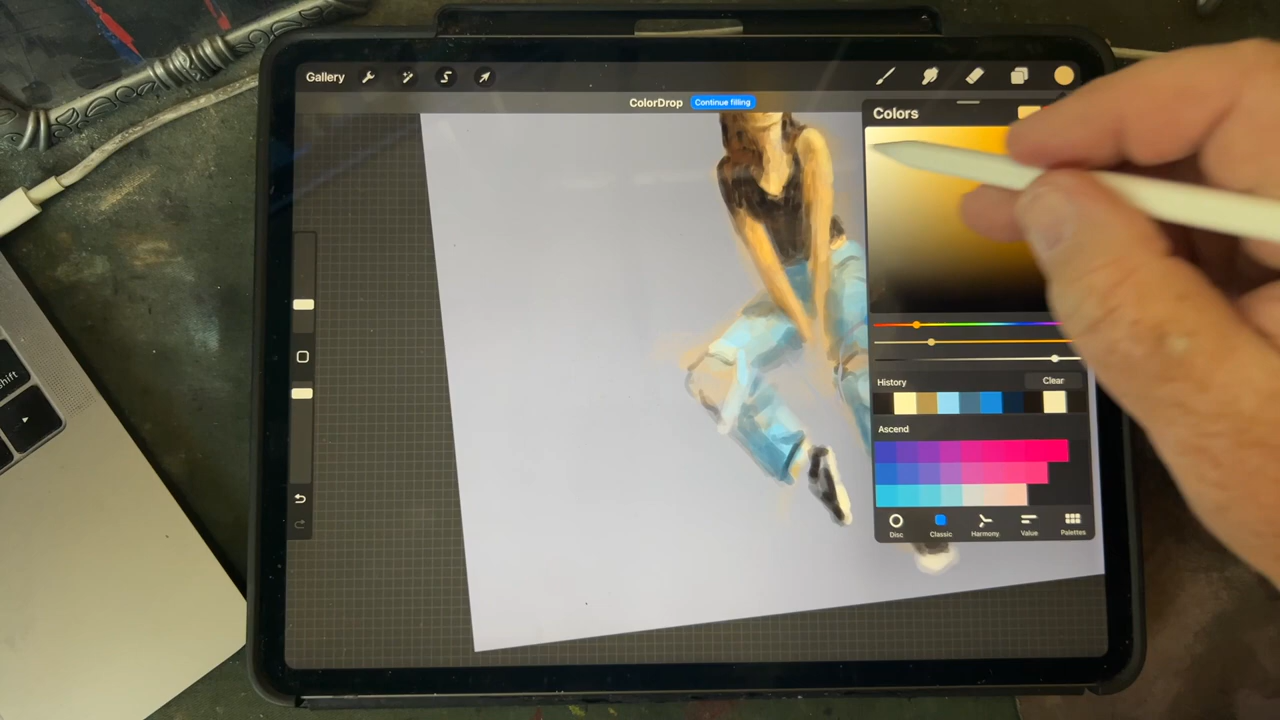 Gallery
ColorDrop Continue filling
Colors
shift
History Clear
Ascend
Disc Classic Harmony Value Palettes